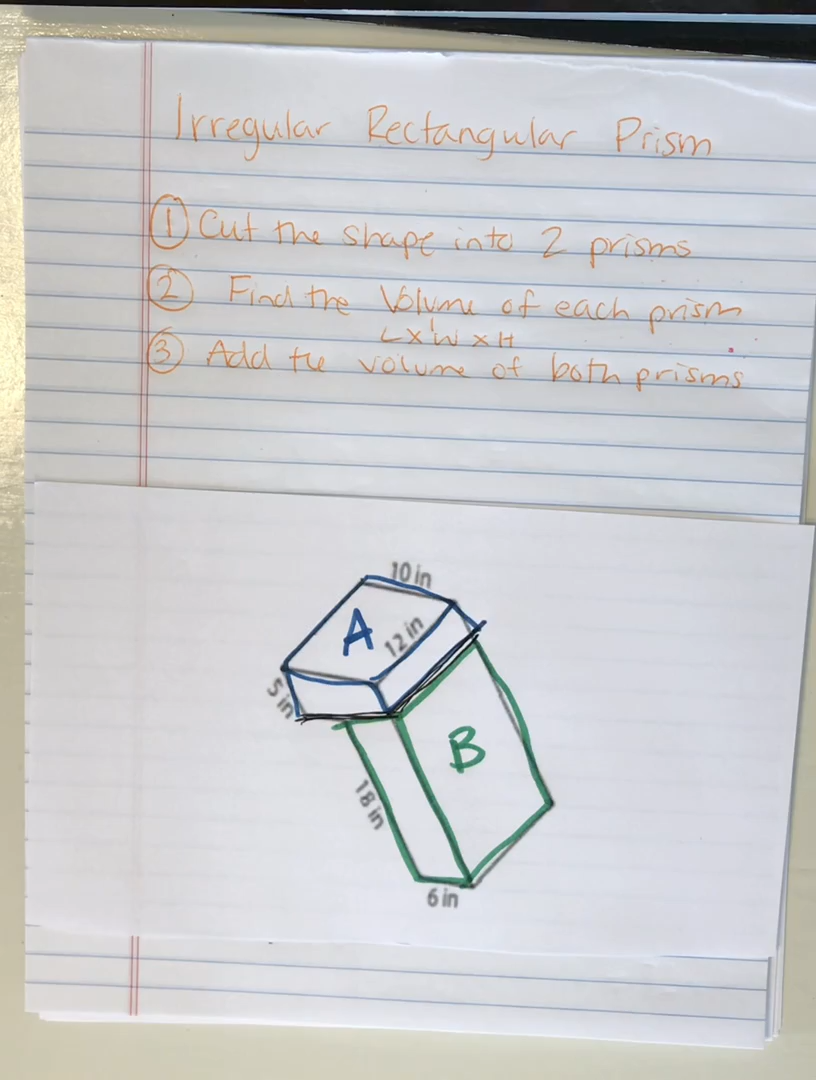 Irregular Rectangular Prism
① Cut the shape into 2 prisms
② Find the Volume of each prism
L x W x H
③ Add the volume of both prisms
10 in
A
12 in
5 in
B
18 in
6 in